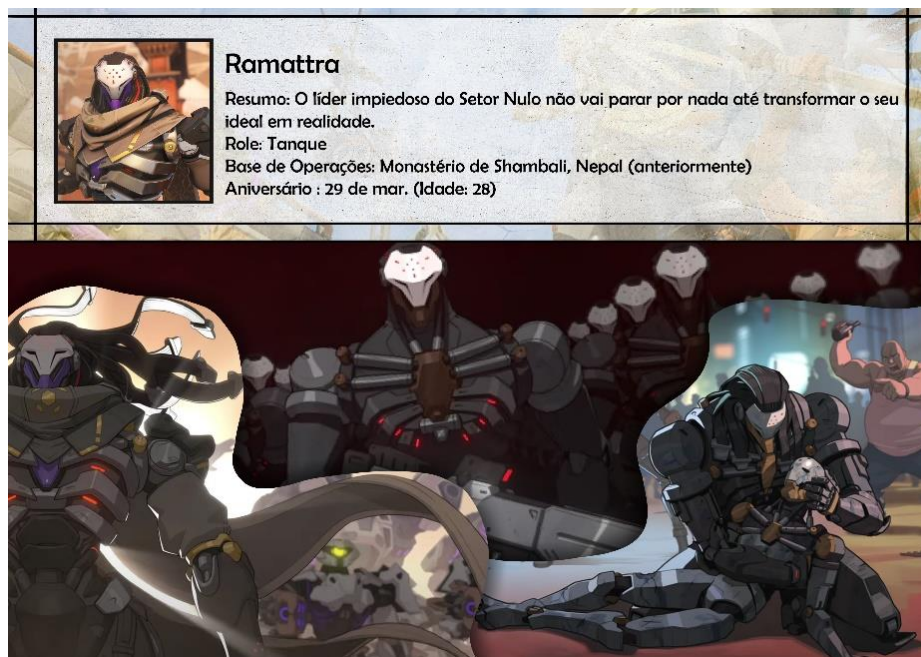 Ramattra
Resumo: O líder impiedoso do Setor Nulo não vai parar por nada até transformar o seu
ideal em realidade.
Role: Tanque
Base de Operações: Monastério de Shambali, Nepal (anteriormente)
Aniversário : 29 de mar. (Idade: 28)